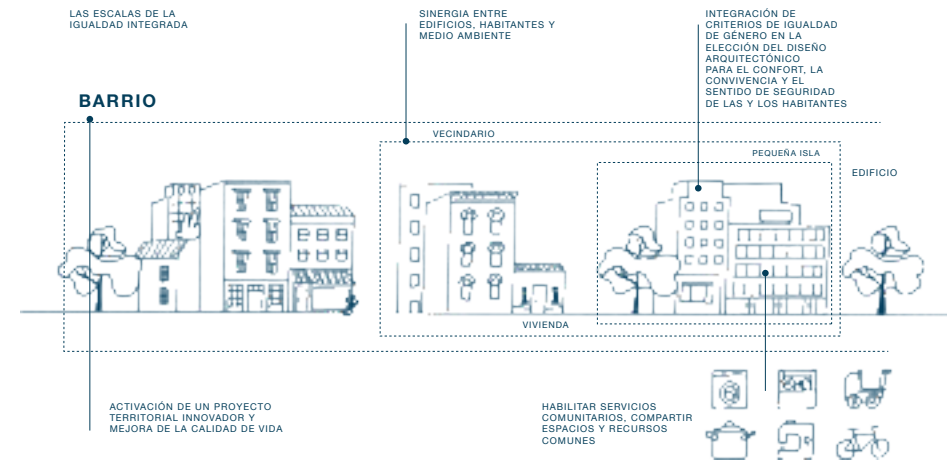 LAS ESCALAS DE LA
IGUALDAD INTEGRADA
SINERGIA ENTRE
EDIFICIOS, HABITANTES Y
MEDIO AMBIENTE
INTEGRACIÓN DE
CRITERIOS DE IGUALDAD
DE GÉNERO EN LA
ELECCIÓN DEL DISEÑO
ARQUITECTÓNICO
PARA EL CONFORT, LA
CONVIVENCIA Y EL
SENTIDO DE SEGURIDAD
DE LAS Y LOS HABITANTES
BARRIO
VECINDARIO
PEQUEÑA ISLA
EDIFICIO
VIVIENDA
ACTIVACIÓN DE UN PROYECTO
TERRITORIAL INNOVADOR Y
MEJORA DE LA CALIDAD DE VIDA
HABILITAR SERVICIOS
COMUNITARIOS, COMPARTIR
ESPACIOS Y RECURSOS
COMUNES